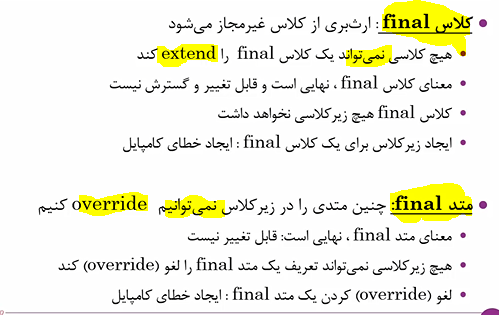 کلاس final : ارث‌بری از کلاس غیرمجاز می‌شود
هیچ کلاسی نمی‌تواند یک کلاس final را extend کند
معنای کلاس final ، نهایی است و قابل تغییر و گسترش نیست
کلاس final هیچ زیرکلاسی نخواهد داشت
ایجاد زیرکلاس برای یک کلاس final : ایجاد خطای کامپایل
متد final: چنین متدی را در زیرکلاس نمی‌توانیم override کنیم
معنای متد final ، نهایی است: قابل تغییر نیست
هیچ زیرکلاسی نمی‌تواند تعریف یک متد final را لغو (override) کند
لغو (override) کردن یک متد final : ایجاد خطای کامپایل